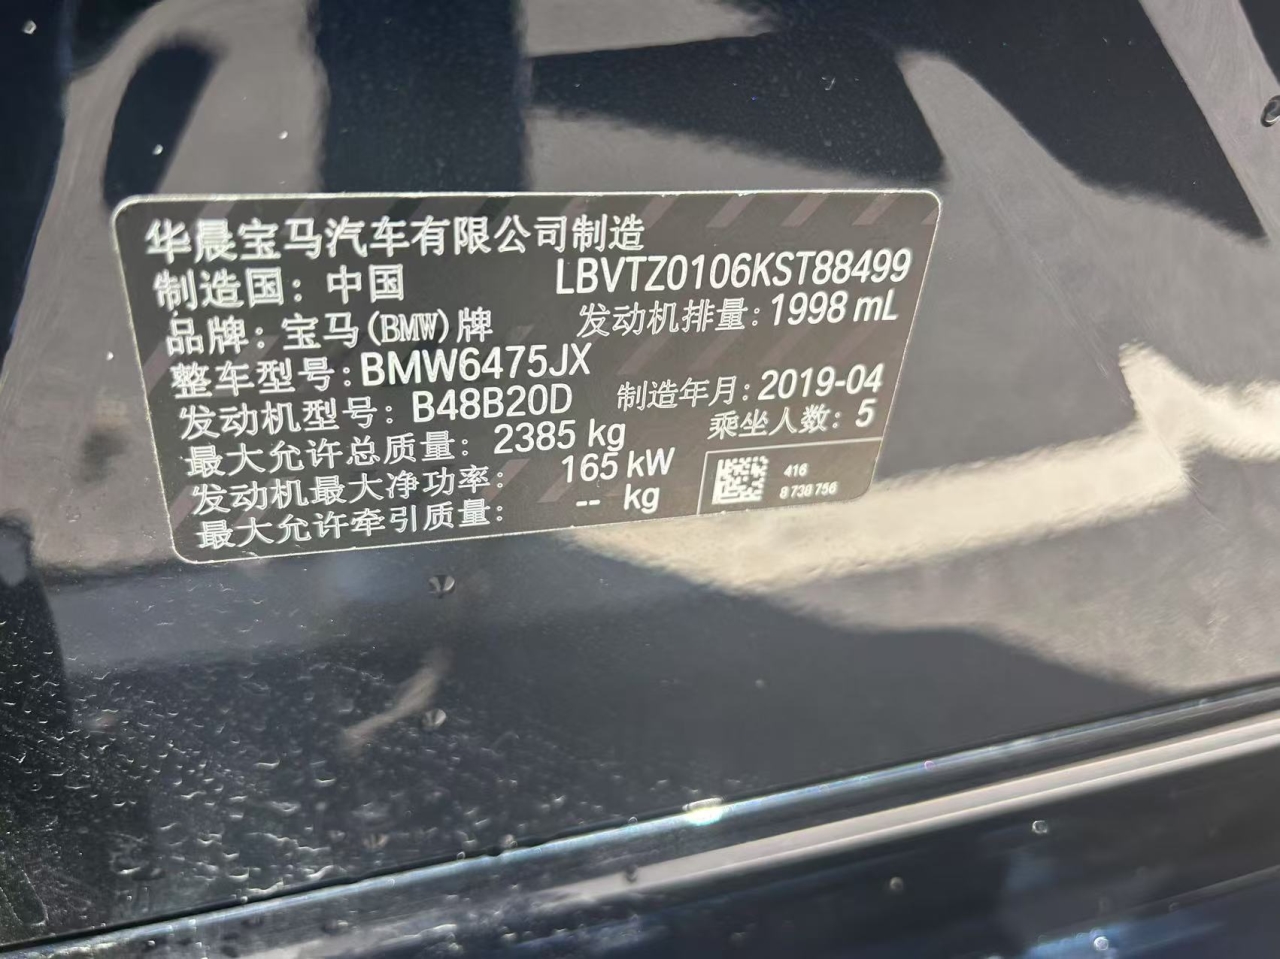 华晨宝马汽车有限公司制造
制造国：中国 LBVTZ0106KST88499
品牌：宝马(BMW)牌 发动机排量：1998 mL
整车型号：BMW6475JX
发动机型号：B48B20D 制造年月：2019-04
最大允许总质量：2385 kg 乘坐人数：5
发动机最大净功率：165 kW
最大允许牵引质量：-- kg
416
8 738 756